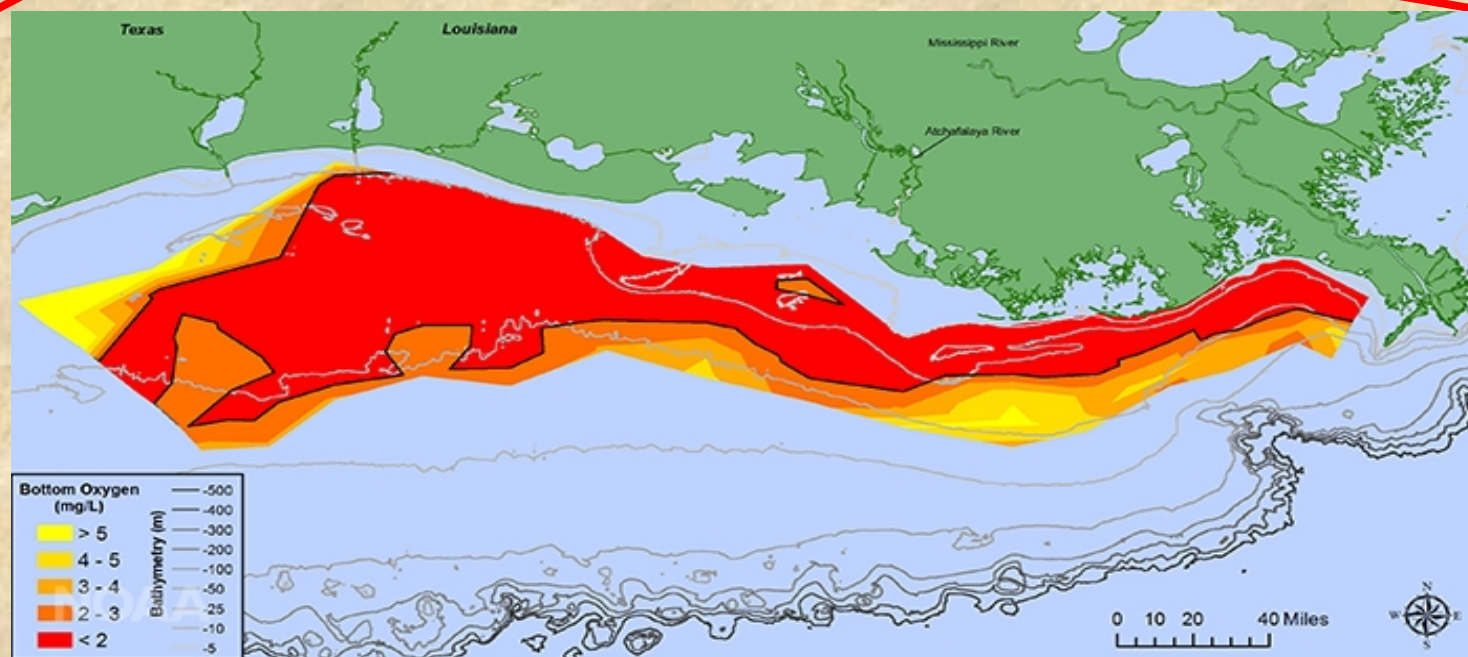 Texas
Louisiana
Mississippi River
Atchafalaya River
Bottom Oxygen
(mg/L)
> 5
4 - 5
3 - 4
2 - 3
< 2
NOAA
Bathymetry (m)
-500
-400
-300
-200
-100
-50
-25
-10
-5
0 10 20 40 Miles
N
W E
S